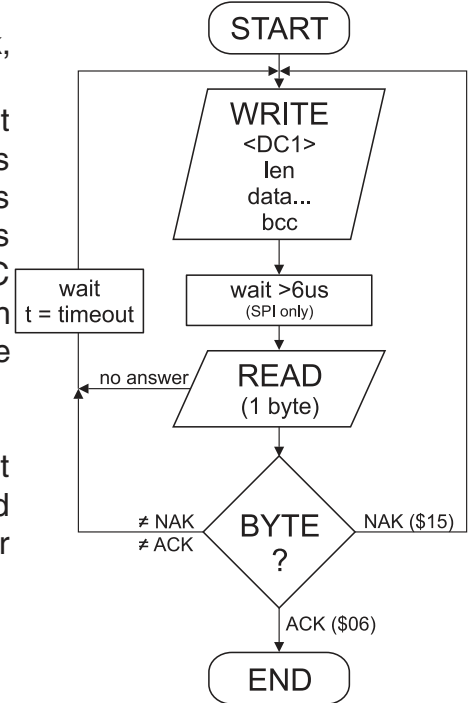 START
k,
t
s
s
s
C
n
e
t
d
r
WRITE
<DC1>
len
data...
bcc
wait
t = timeout
wait >6us
(SPI only)
no answer
READ
(1 byte)
≠ NAK
≠ ACK
BYTE
?
NAK ($15)
ACK ($06)
END